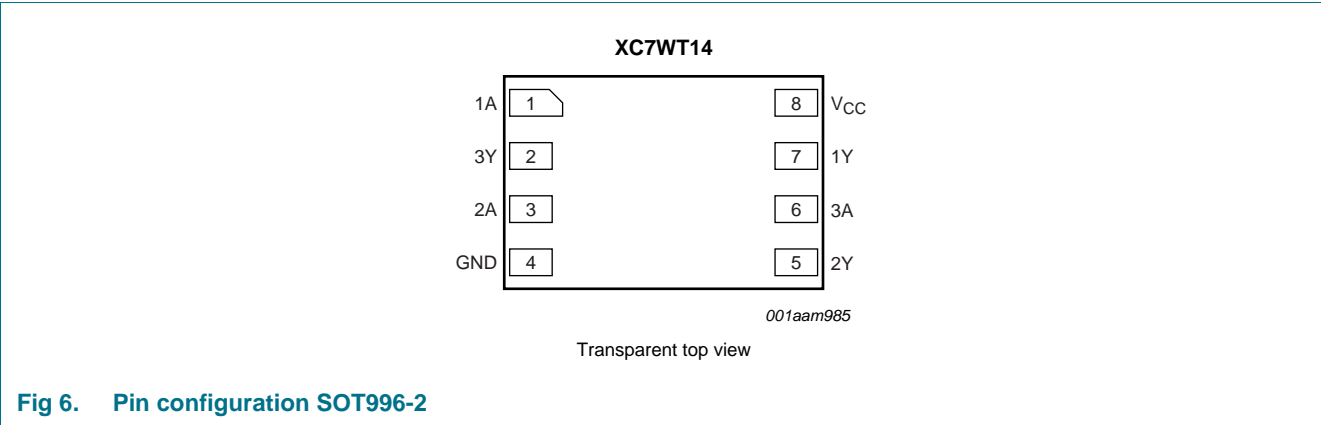 XC7WT14
1A 1 8 VCC
3Y 2 7 1Y
2A 3 6 3A
GND 4 5 2Y
001aam985
Transparent top view
Fig 6. Pin configuration SOT996-2